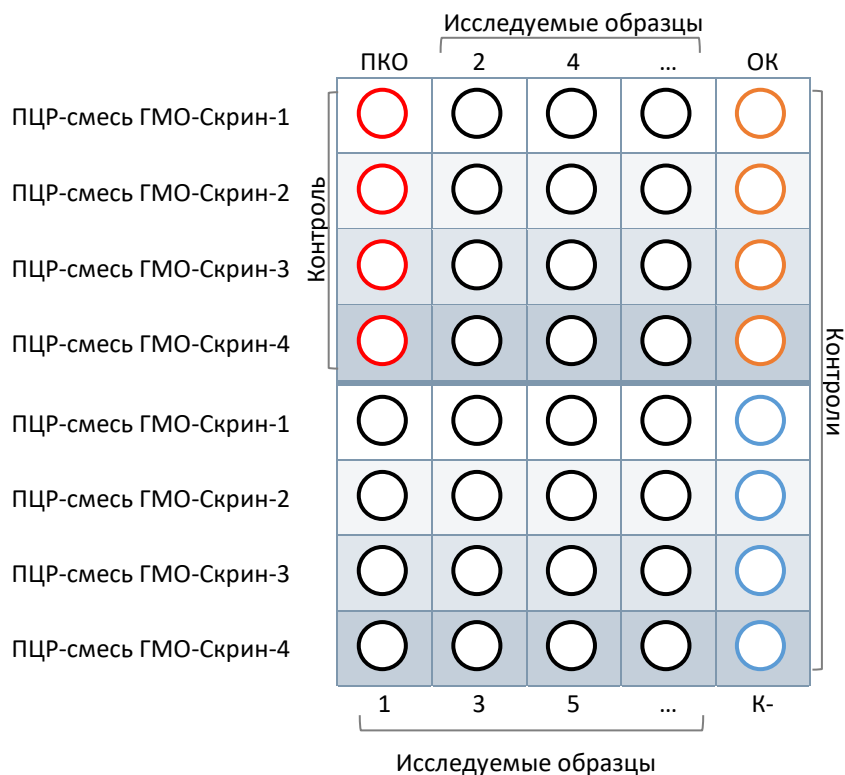 Исследуемые образцы
ПКО 2 4 ... ОК
ПЦР-смесь ГМО-Скрин-1
ПЦР-смесь ГМО-Скрин-2
ПЦР-смесь ГМО-Скрин-3
ПЦР-смесь ГМО-Скрин-4
Контроль
ПЦР-смесь ГМО-Скрин-1
ПЦР-смесь ГМО-Скрин-2
ПЦР-смесь ГМО-Скрин-3
ПЦР-смесь ГМО-Скрин-4
Контроли
1 3 5 ... К-
Исследуемые образцы